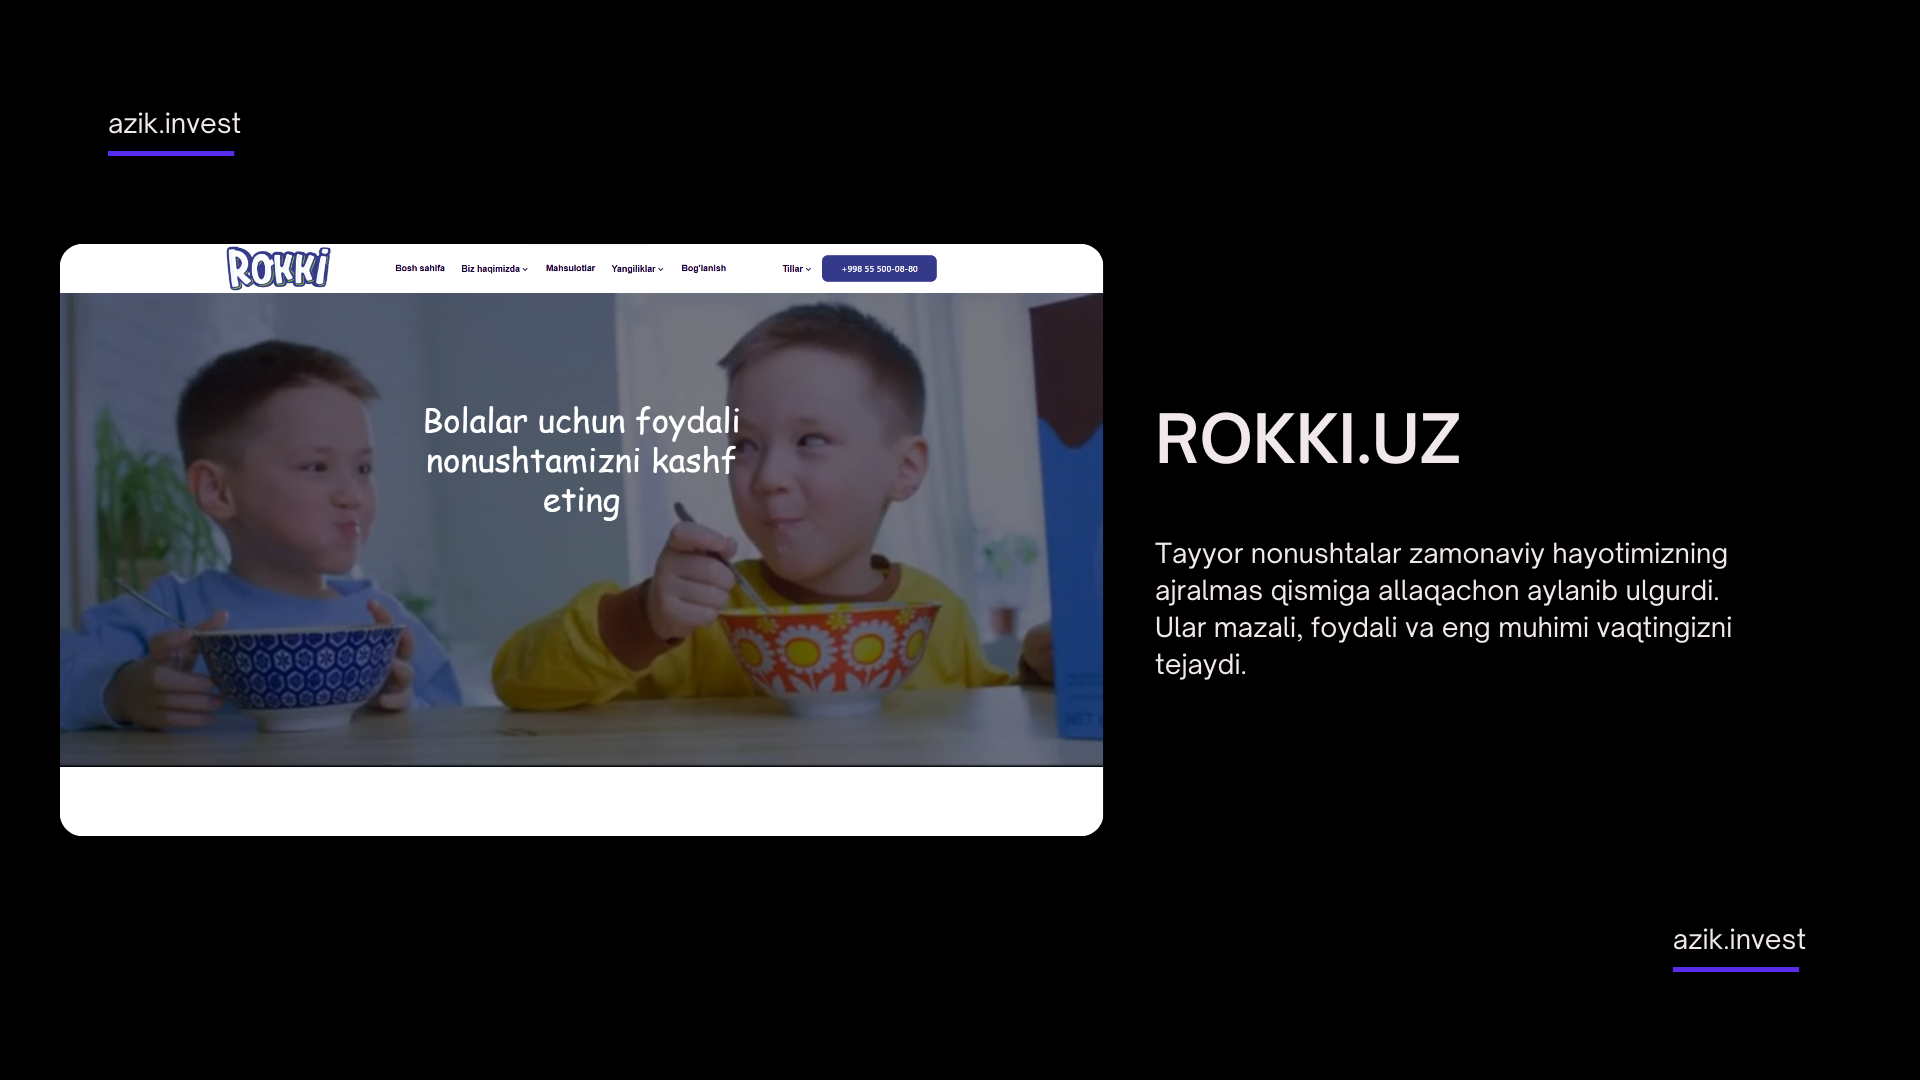 azik.invest
ROKKi
Bosh sahifa Biz haqimizda Mahsulotlar Yangiliklar Bog'lanish Tillar +998 55 500-08-80
Bolalar uchun foydali
nonushtamizni kashf
eting
ROKKI.UZ
Tayyor nonushtalar zamonaviy hayotimizning
ajralmas qismiga allaqachon aylanib ulgurdi.
Ular mazali, foydali va eng muhimi vaqtingizni
tejaydi.
azik.invest